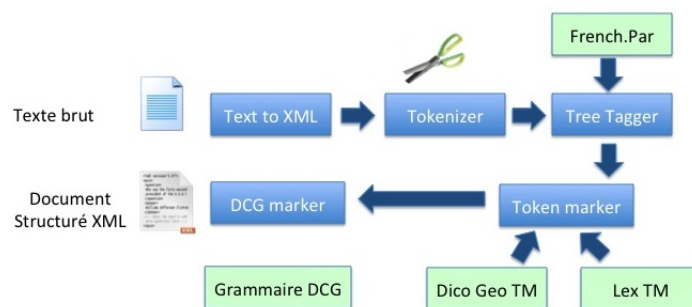 French.Par
Texte brut
Text to XML
Tokenizer
Tree Tagger
Document
Structuré XML
DCG marker
Token marker
Grammaire DCG
Dico Geo TM
Lex TM